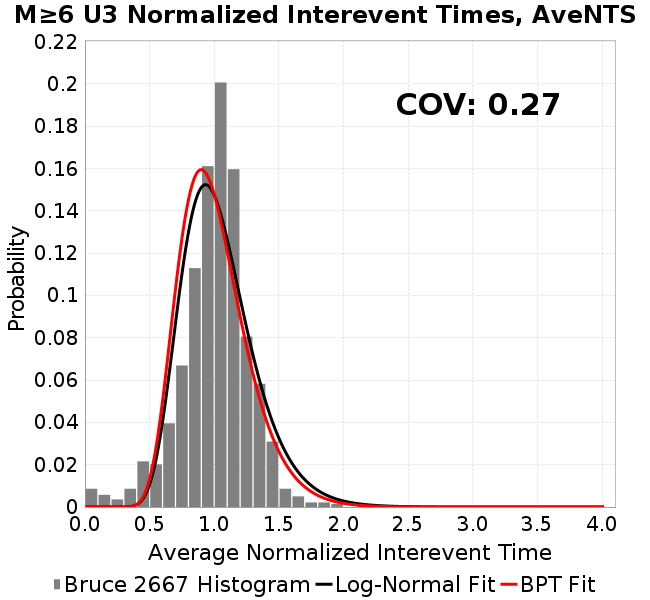 M≥6 U3 Normalized Interevent Times, AveNTS
COV: 0.27
Probability
0.22
0.2
0.18
0.16
0.14
0.12
0.1
0.08
0.06
0.04
0.02
0
0.0 0.5 1.0 1.5 2.0 2.5 3.0 3.5 4.0
Average Normalized Interevent Time
Bruce 2667 Histogram Log-Normal Fit BPT Fit